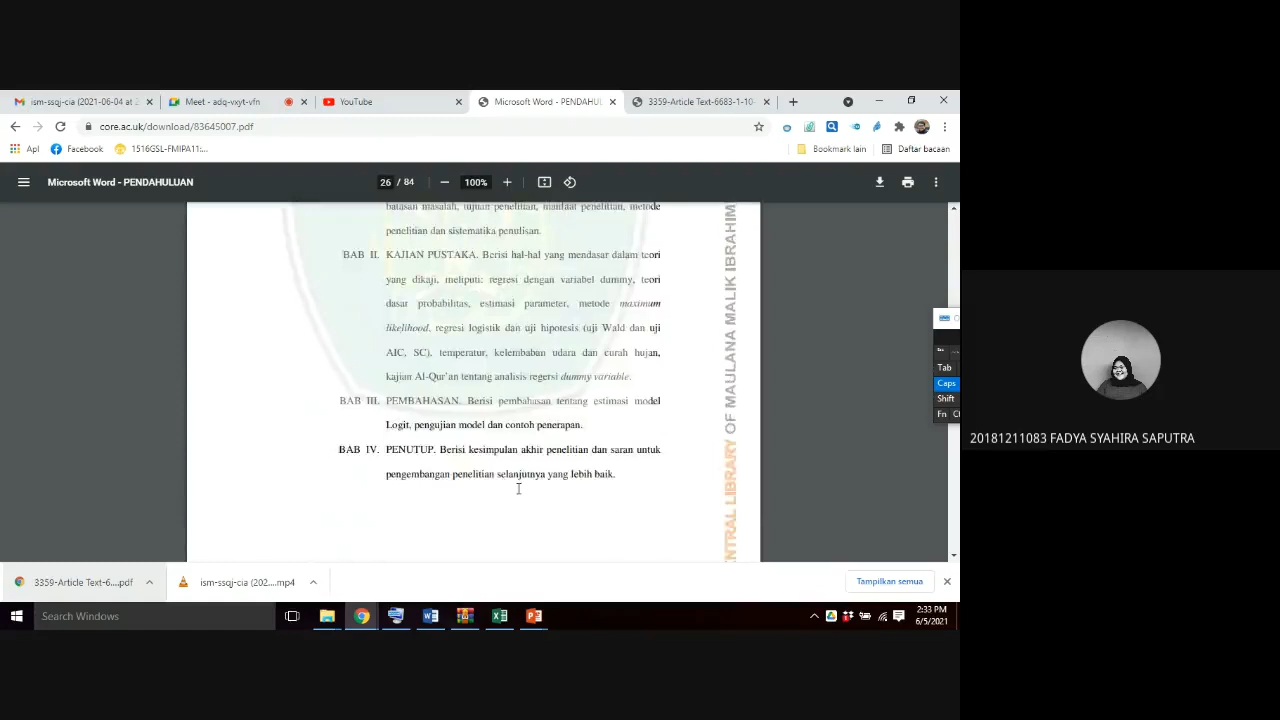 ism-ssqj-cia (2021-06-04 at 2
Meet - adq-vxyt-vfn
YouTube
Microsoft Word - PENDAHUL
3359-Article Text-6683-1-10
core.ac.uk/download/83645007.pdf
Apl
Facebook
1516GSL-FMIPA11:...
Bookmark lain
Daftar bacaan
Microsoft Word - PENDAHULUAN
26 / 84
100%
batasan masalah, tujuan penelitian, manfaat penelitian, metode
penelitian dan sistematika penulisan.
BAB II. KAJIAN PUSTAKA. Berisi hal-hal yang mendasar dalam teori
yang dikaji, meliputi: regresi dengan variabel dummy, teori
dasar probabilitas, estimasi parameter, metode maximum
likelihood, regresi logistik dan uji hipotesis (uji Wald dan uji
AIC, SC), temperatur, kelembaban udara dan curah hujan,
kajian Al-Qur'an tentang analisis regersi dummy variable.
BAB III. PEMBAHASAN. Berisi pembahasan tentang estimasi model
Logit, pengujian model dan contoh penerapan.
BAB IV. PENUTUP. Berisi kesimpulan akhir penelitian dan saran untuk
pengembangan penelitian selanjutnya yang lebih baik.
NTRAL LIBRARY OF MAULANA MALIK IBRAHIM
Tab
Caps
Shift
Fn
20181211083 FADYA SYAHIRA SAPUTRA
3359-Article Text-6....pdf
ism-ssqj-cia (202....mp4
Tampilkan semua
Search Windows
2:33 PM
6/5/2021